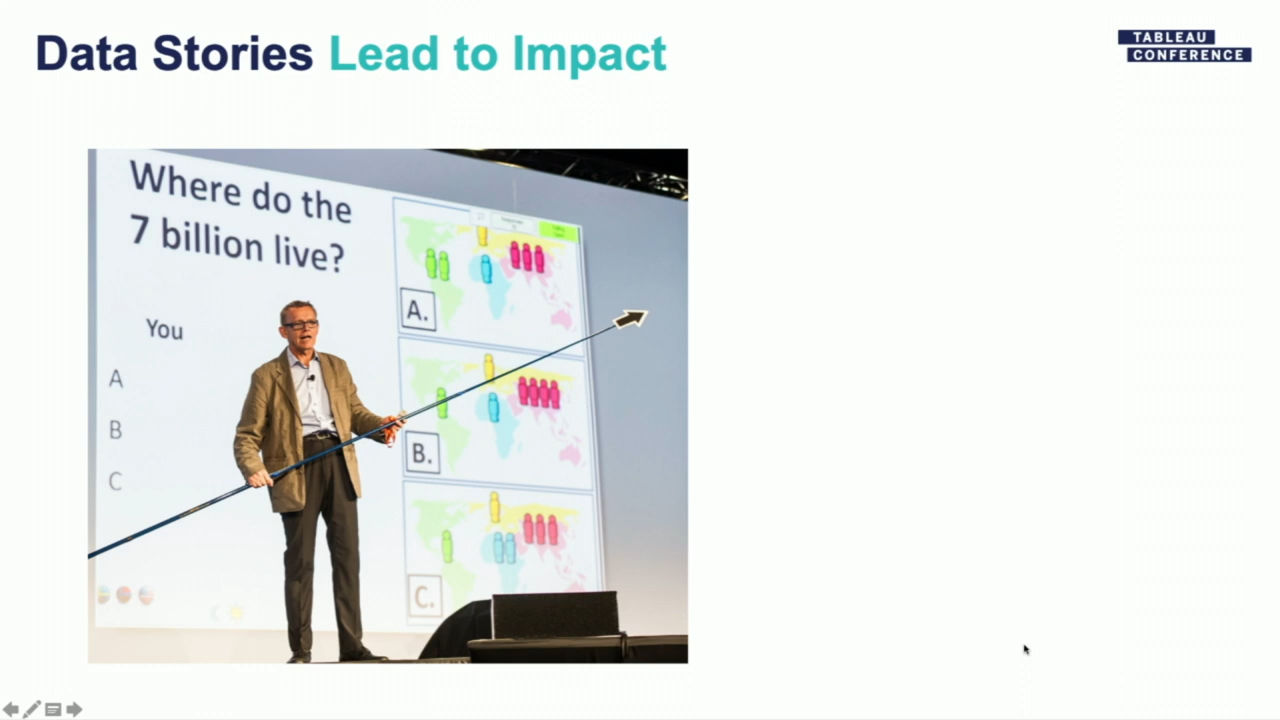 Data Stories Lead to Impact
TABLEAU
CONFERENCE
Where do the
7 billion live?
You
A
B
C
A.
B.
C.